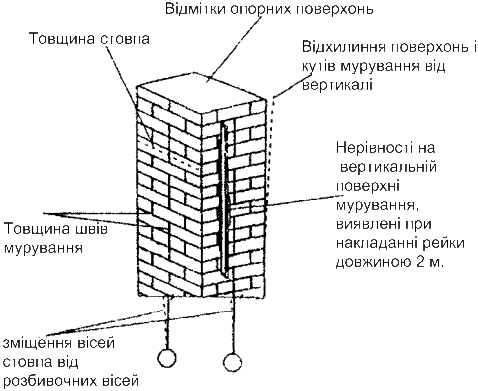 Відмітки опорних поверхонь
Товщина стовпа
Відхилиння поверхонь і
кутів мурування від
вертикалі
Нерівності на
вертикальній
поверхні
мурування,
виявлені при
накладанні рейки
довжиною 2 м.
Товщина швів
мурування
зміщення вісей
стовпа від
розбивочних вісей